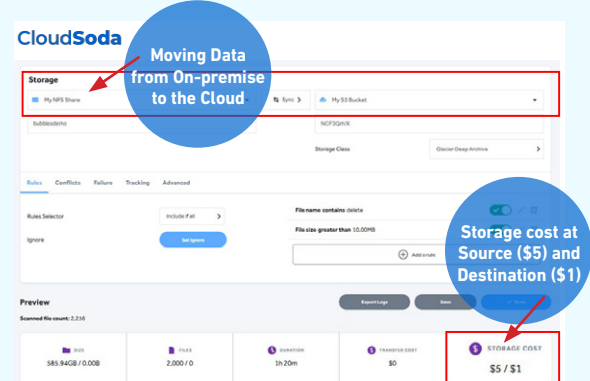 CloudSoda
Moving Data
from On-premise
to the Cloud
Storage
My NFS Share
Sync >
My S3 Bucket
bubblesdemo
NCF3QmX
Storage Class
Glacier Deep Archive
Rules Conflicts Failure Tracking Advanced
Rules Selector
Include if all
File name contains delete
File size greater than 10.00MB
Ignore
Set Ignore
Add a rule
Storage cost at
Source ($5) and
Destination ($1)
Preview
Export Logs
Save
Scanned file count: 2,236
SIZE
585.94GB / 0.00B
FILES
2,000 / 0
DURATION
1h 20m
TRANSFER COST
$0
STORAGE COST
$5 / $1